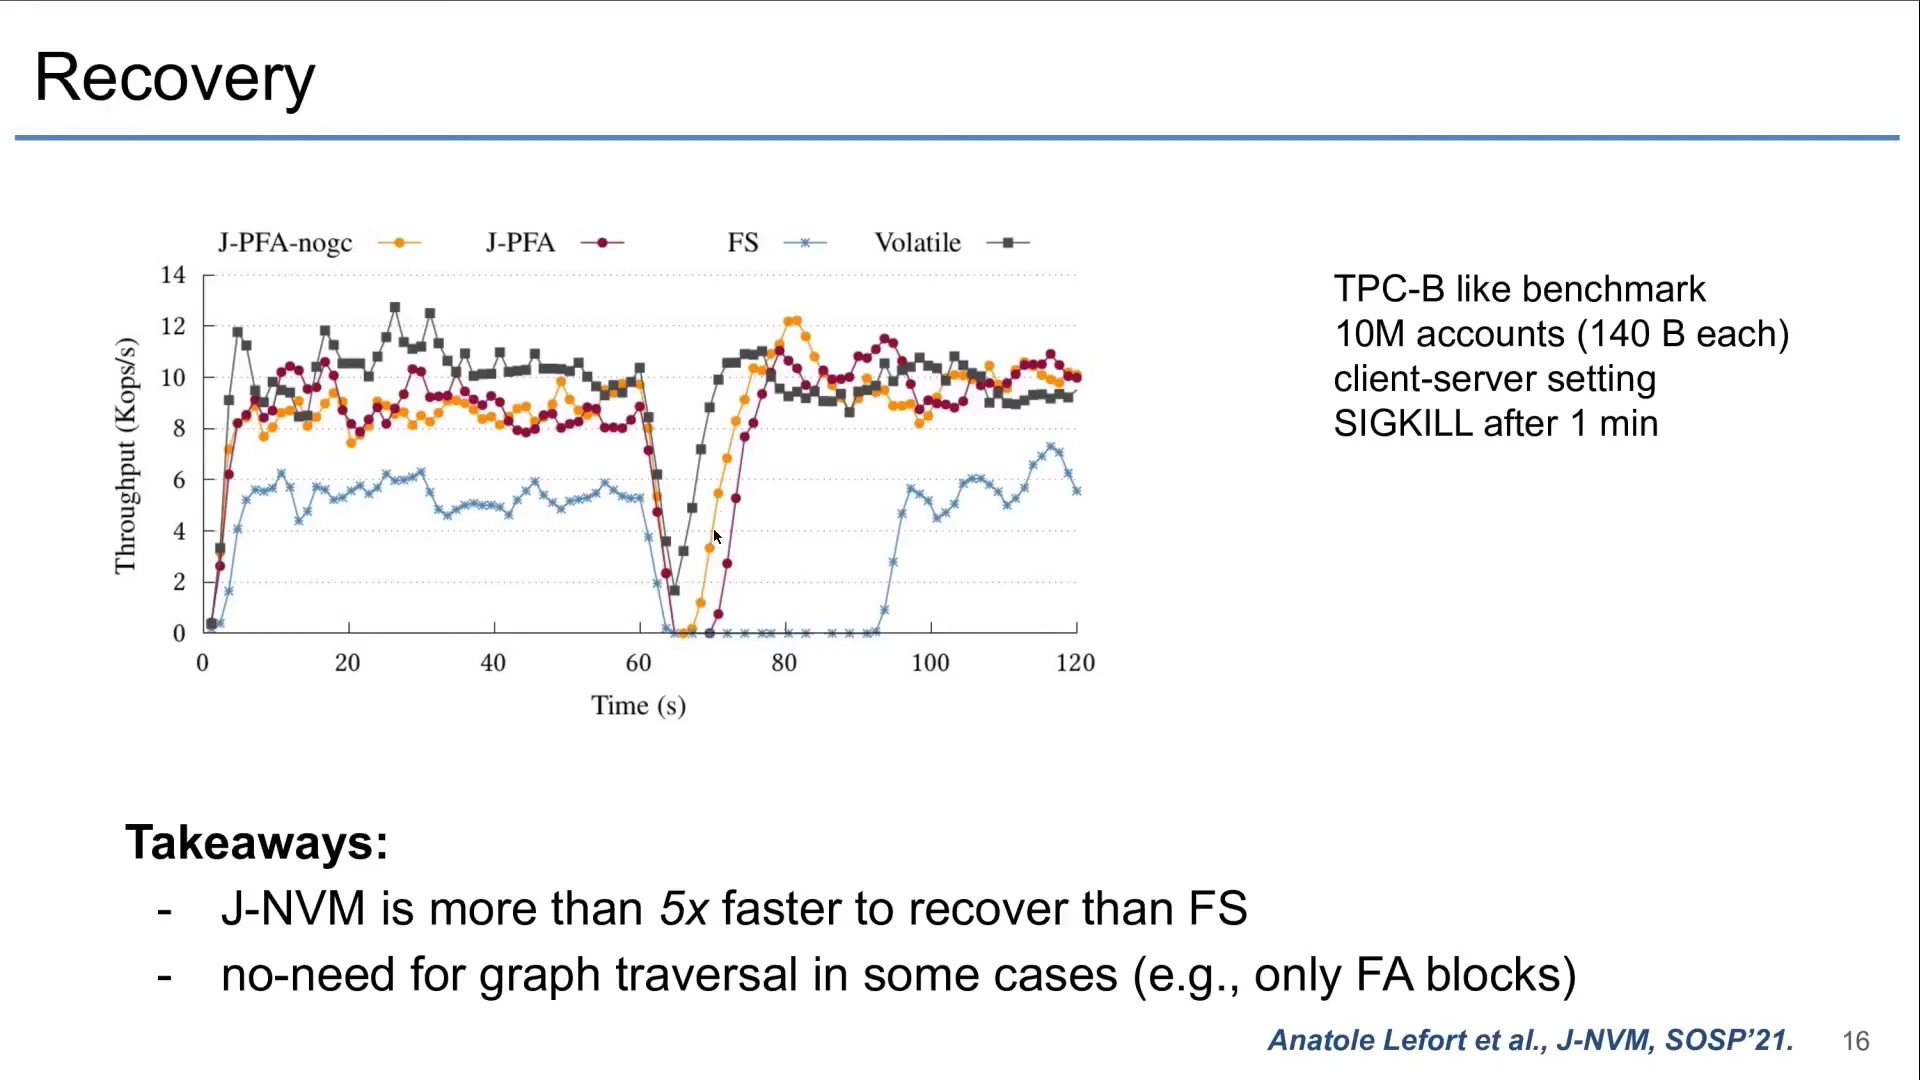 Recovery
J-PFA-nogc J-PFA FS Volatile
14
12
10
8
6
4
2
0
0 20 40 60 80 100 120
Throughput (Kops/s)
Time (s)
TPC-B like benchmark
10M accounts (140 B each)
client-server setting
SIGKILL after 1 min
Takeaways:
- J-NVM is more than 5x faster to recover than FS
- no-need for graph traversal in some cases (e.g., only FA blocks)
Anatole Lefort et al., J-NVM, SOSP’21. 16